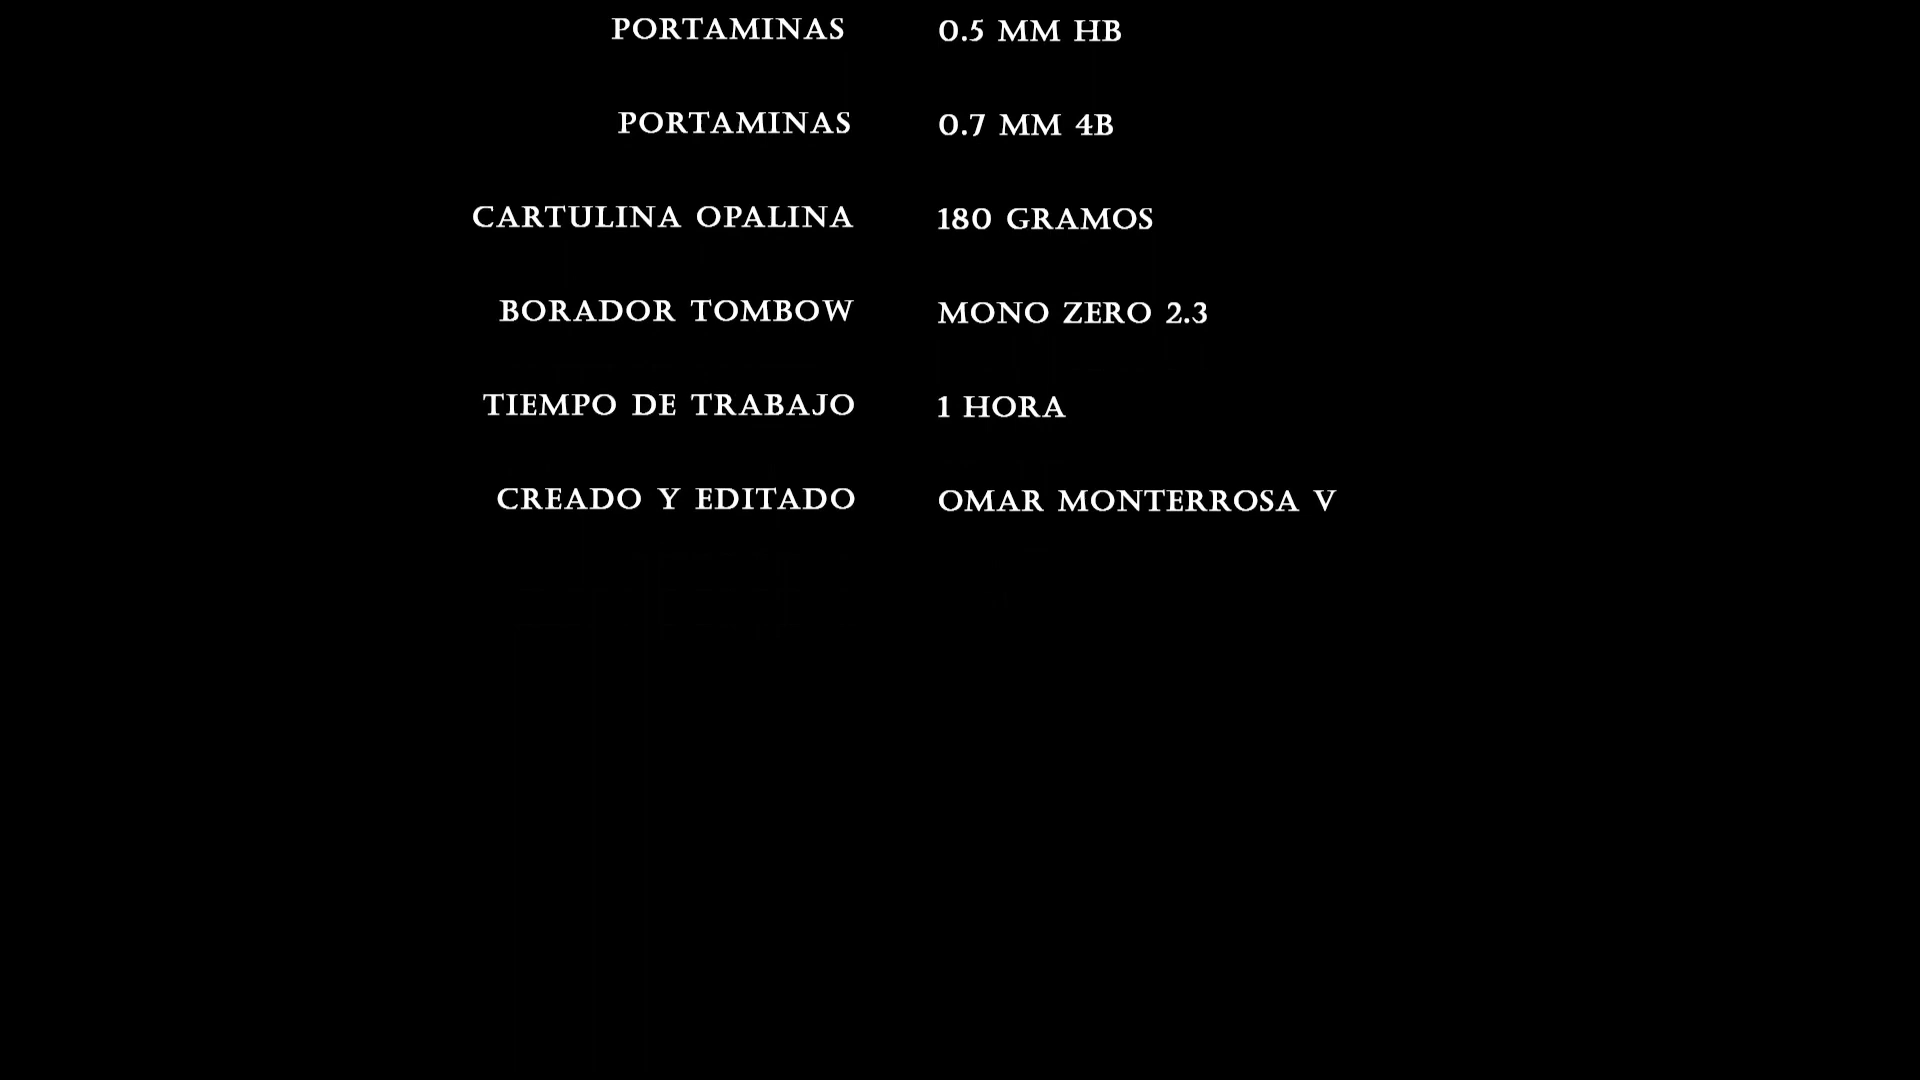 PORTAMINAS 0.5 MM HB
PORTAMINAS 0.7 MM 4B
CARTULINA OPALINA 180 GRAMOS
BORADOR TOMBOW MONO ZERO 2.3
TIEMPO DE TRABAJO 1 HORA
CREADO Y EDITADO OMAR MONTERROSA V